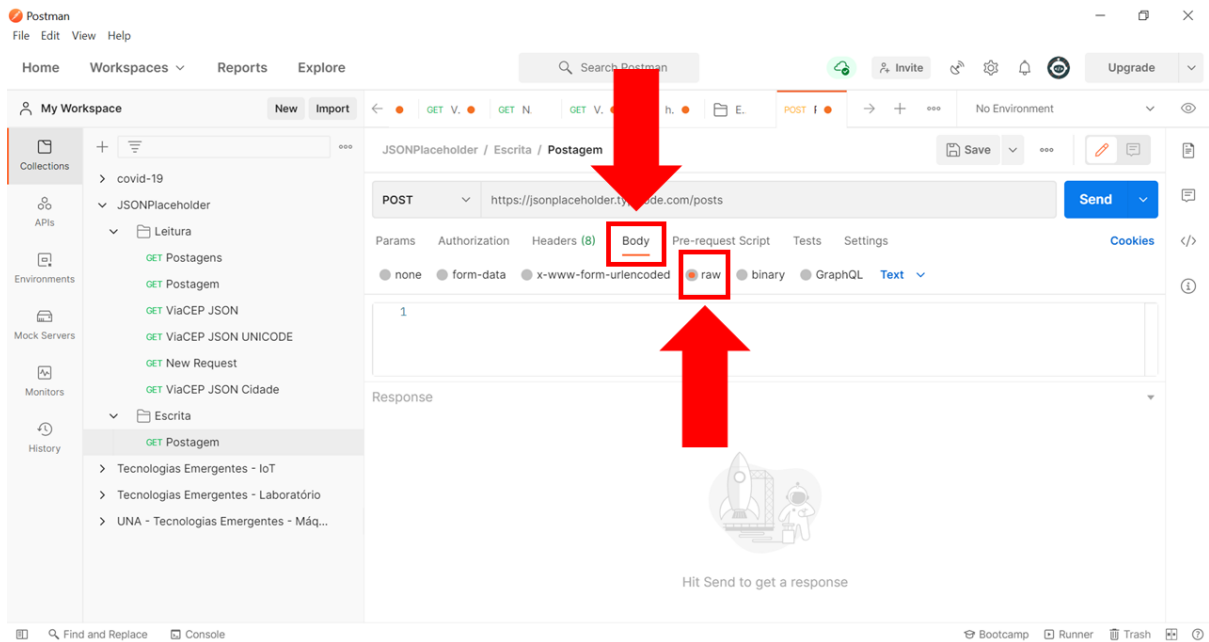 Postman
File Edit View Help
Home Workspaces Reports Explore Search Postman Invite Upgrade
My Workspace New Import GET V. GET N. GET V. h. E.. POST F No Environment
Collections
APIs
Environments
Mock Servers
Monitors
History
covid-19
JSONPlaceholder
Leitura
GET Postagens
GET Postagem
GET ViaCEP JSON
GET ViaCEP JSON UNICODE
GET New Request
GET ViaCEP JSON Cidade
Escrita
GET Postagem
Tecnologias Emergentes - IoT
Tecnologias Emergentes - Laboratório
UNA - Tecnologias Emergentes - Máq...
JSONPlaceholder / Escrita / Postagem Save
POST https://jsonplaceholder.typicode.com/posts Send
Params Authorization Headers (8) Body Pre-request Script Tests Settings Cookies
none form-data x-www-form-urlencoded raw binary GraphQL Text
1
Response
Hit Send to get a response
Find and Replace Console Bootcamp Runner Trash